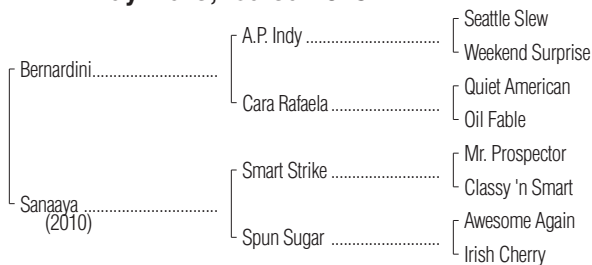 Seattle Slew
A.P. Indy
Weekend Surprise
Bernardini
Quiet American
Cara Rafaela
Oil Fable
Mr. Prospector
Smart Strike
Classy 'n Smart
Sanaaya
(2010)
Awesome Again
Spun Sugar
Irish Cherry